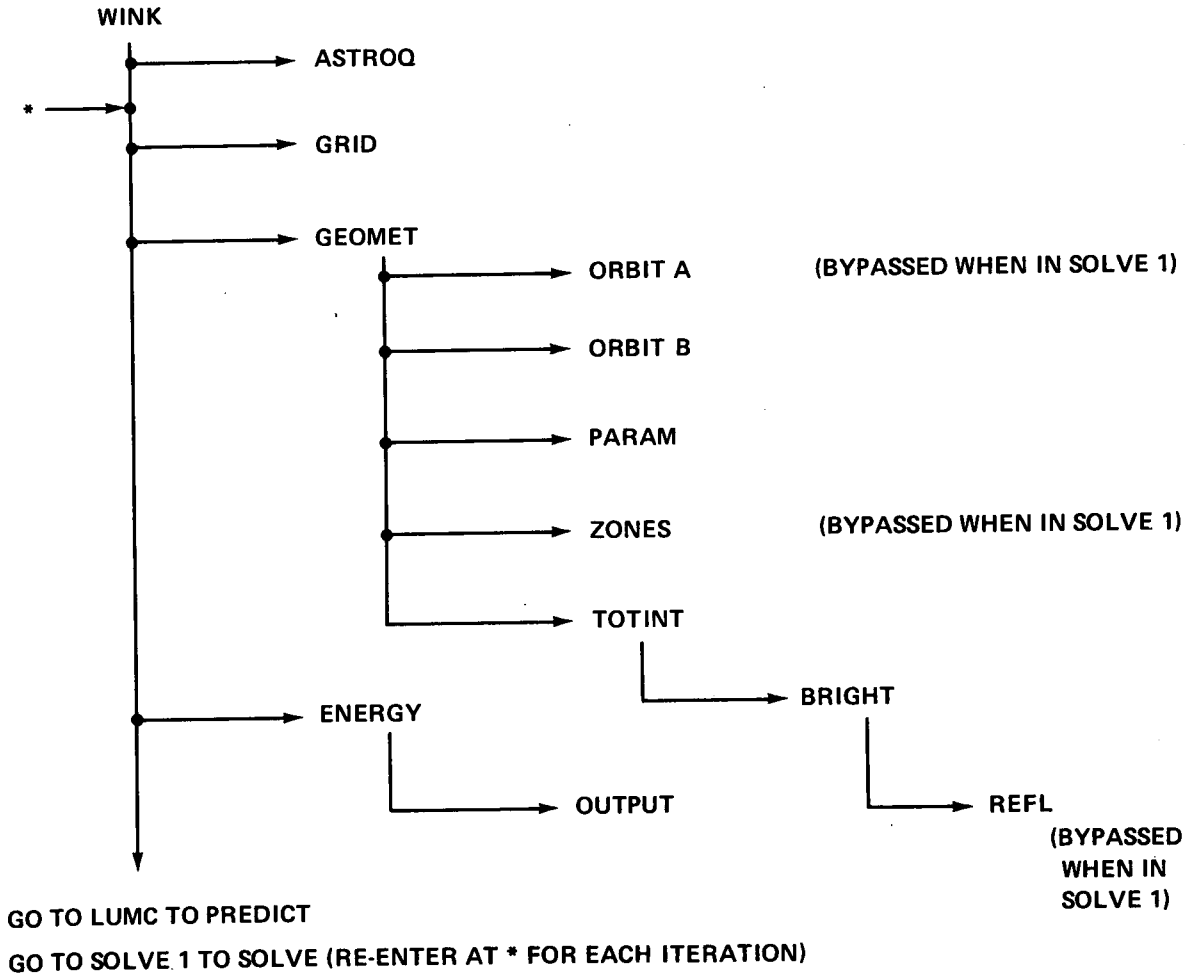 WINK
ASTROQ
*
GRID
GEOMET
ORBIT A (BYPASSED WHEN IN SOLVE 1)
ORBIT B
PARAM
ZONES (BYPASSED WHEN IN SOLVE 1)
TOTINT
BRIGHT
ENERGY
OUTPUT
REFL
(BYPASSED
WHEN IN
SOLVE 1)
GO TO LUMC TO PREDICT
GO TO SOLVE 1 TO SOLVE (RE-ENTER AT * FOR EACH ITERATION)